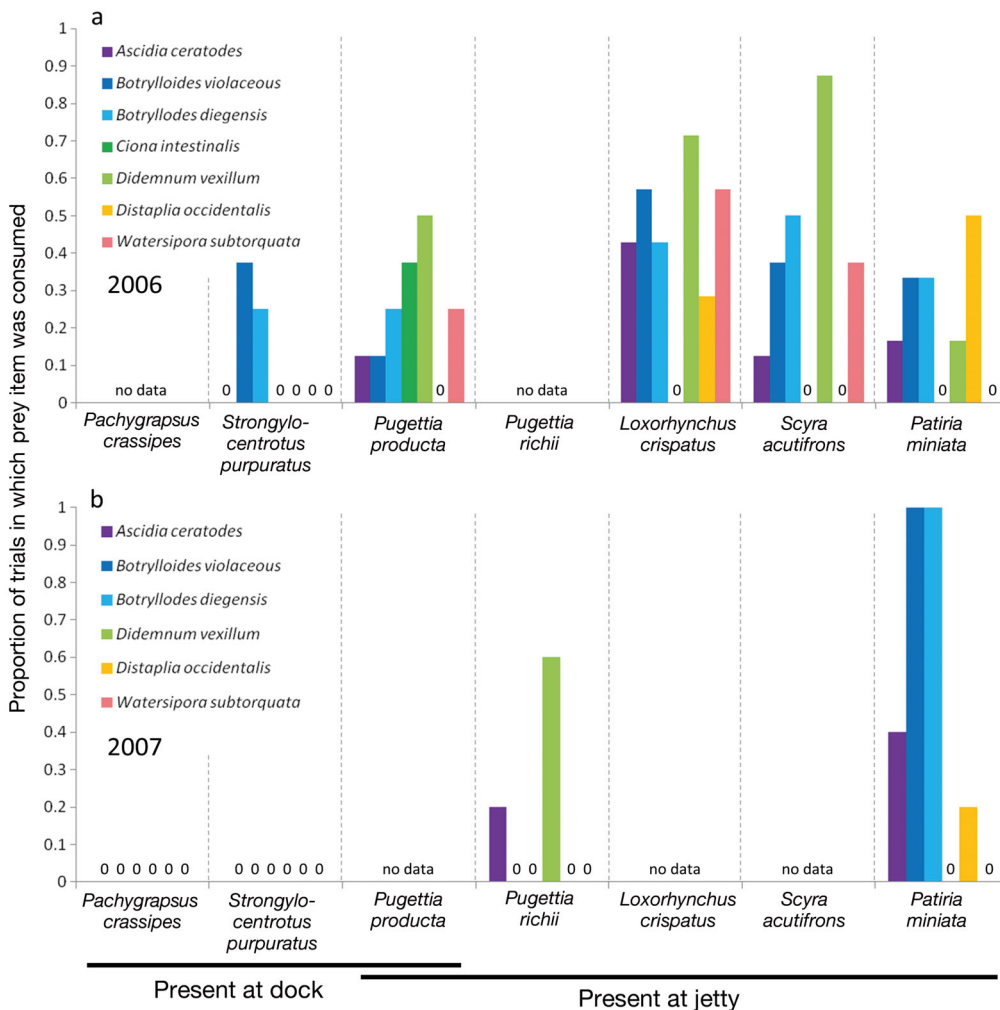 a
Proportion of trials in which prey item was consumed
1
0.9
0.8
0.7
0.6
0.5
0.4
0.3
0.2
0.1
0
Ascidia ceratodes
Botrylloides violaceous
Botryllodes diegensis
Ciona intestinalis
Didemnum vexillum
Distaplia occidentalis
Watersipora subtorquata
2006
no data
0
0 0 0 0
0
no data
0
0
0
0
0
Pachygrapsus
crassipes
Strongylo-
centrotus
purpuratus
Pugettia
producta
Pugettia
richii
Loxorhynchus
crispatus
Scyra
acutifrons
Patiria
miniata
b
1
0.9
0.8
0.7
0.6
0.5
0.4
0.3
0.2
0.1
0
Ascidia ceratodes
Botrylloides violaceous
Botryllodes diegensis
Didemnum vexillum
Distaplia occidentalis
Watersipora subtorquata
2007
0 0 0 0 0 0
0 0 0 0 0 0
no data
0 0
0 0
no data
no data
0
0
Pachygrapsus
crassipes
Strongylo-
centrotus
purpuratus
Pugettia
producta
Pugettia
richii
Loxorhynchus
crispatus
Scyra
acutifrons
Patiria
miniata
Present at dock
Present at jetty